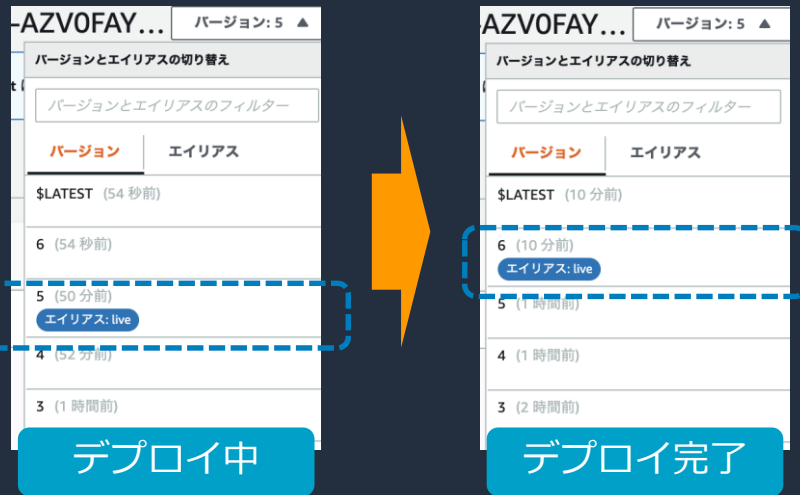 -AZV0FAY...
バージョン: 5 ▲
バージョンとエイリアスの切り替え
バージョンとエイリアスのフィルター
バージョン
エイリアス
$LATEST (54 秒前)
6 (54 秒前)
5 (50 分前)
エイリアス: live
4 (52 分前)
3 (1 時間前)
デプロイ中
AZV0FAY...
バージョン: 5 ▲
バージョンとエイリアスの切り替え
バージョンとエイリアスのフィルター
バージョン
エイリアス
$LATEST (10 分前)
6 (10 分前)
エイリアス: live
5 (1 時間前)
4 (1 時間前)
3 (2 時間前)
デプロイ完了